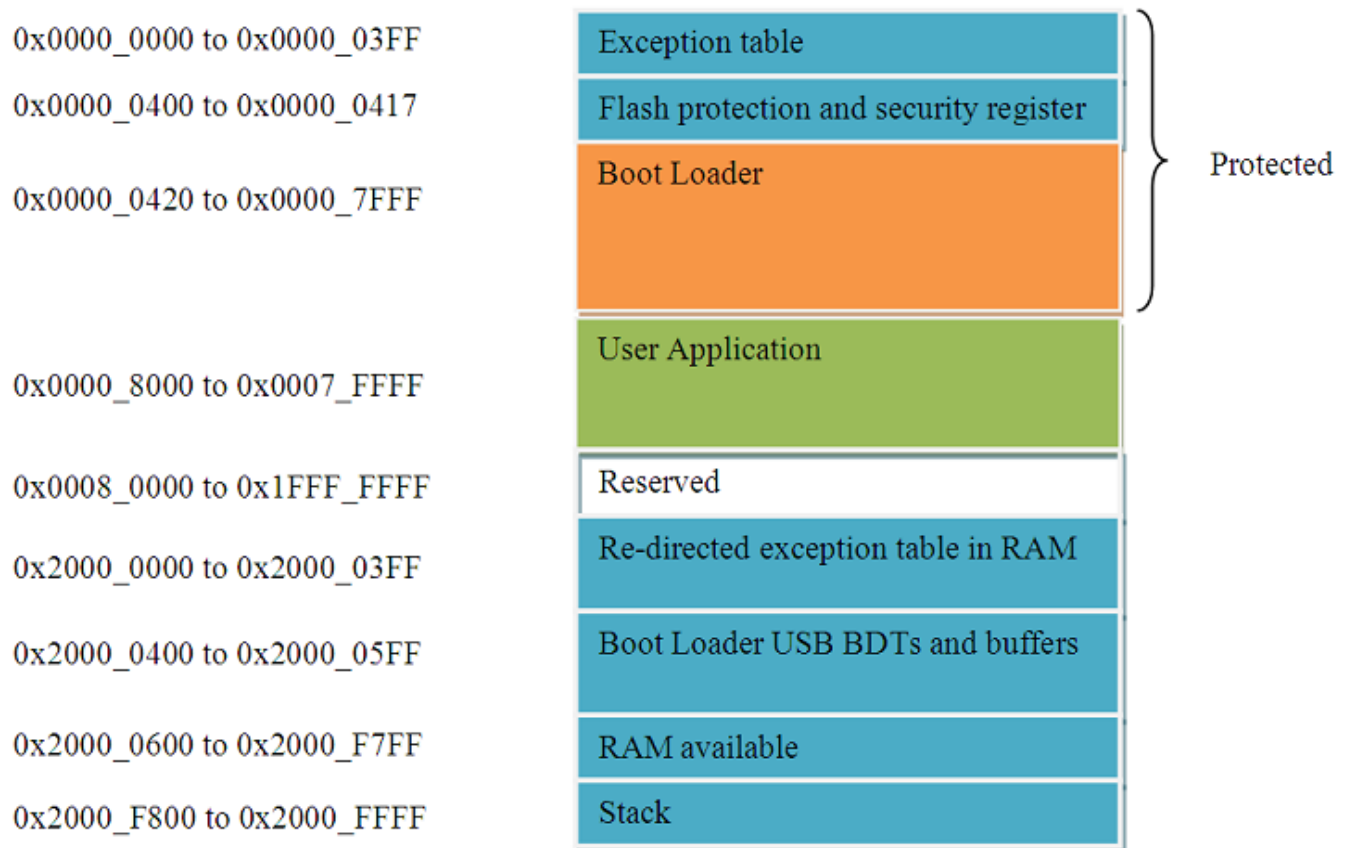 0x0000_0000 to 0x0000_03FF Exception table
0x0000_0400 to 0x0000_0417 Flash protection and security register
Protected
0x0000_0420 to 0x0000_7FFF Boot Loader
0x0000_8000 to 0x0007_FFFF User Application
0x0008_0000 to 0x1FFF_FFFF Reserved
0x2000_0000 to 0x2000_03FF Re-directed exception table in RAM
0x2000_0400 to 0x2000_05FF Boot Loader USB BDTs and buffers
0x2000_0600 to 0x2000_F7FF RAM available
0x2000_F800 to 0x2000_FFFF Stack